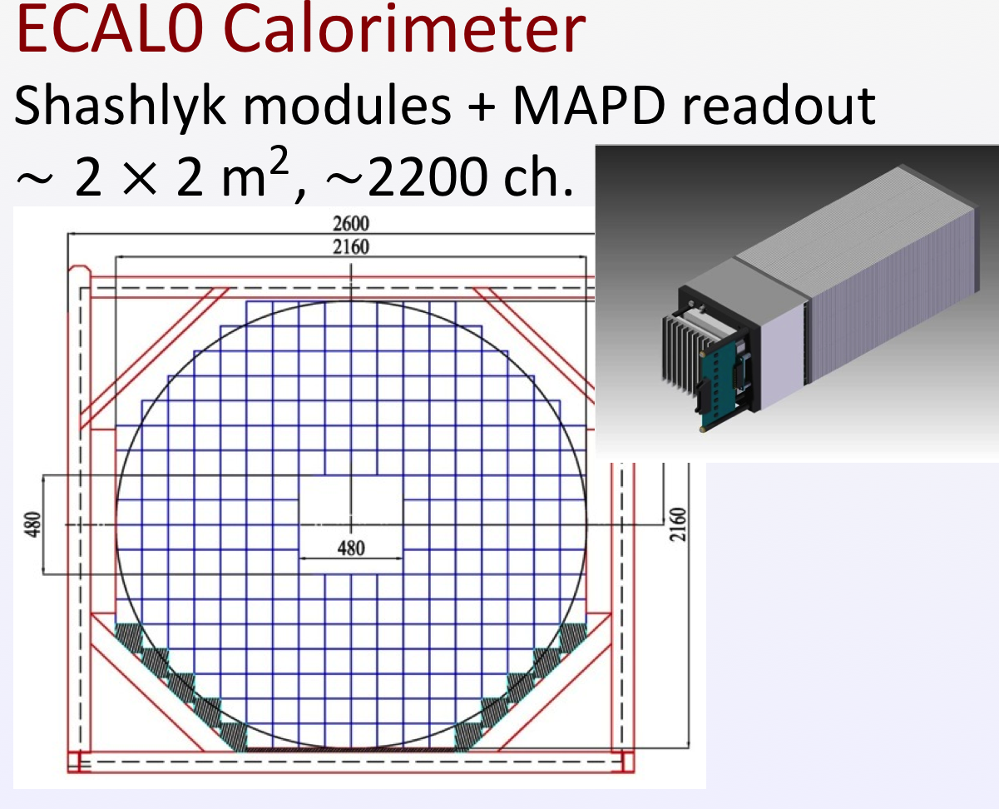 ECAL0 Calorimeter
Shashlyk modules + MAPD readout
~ 2 × 2 m², ~2200 ch.
2600
2160
480
480
2160